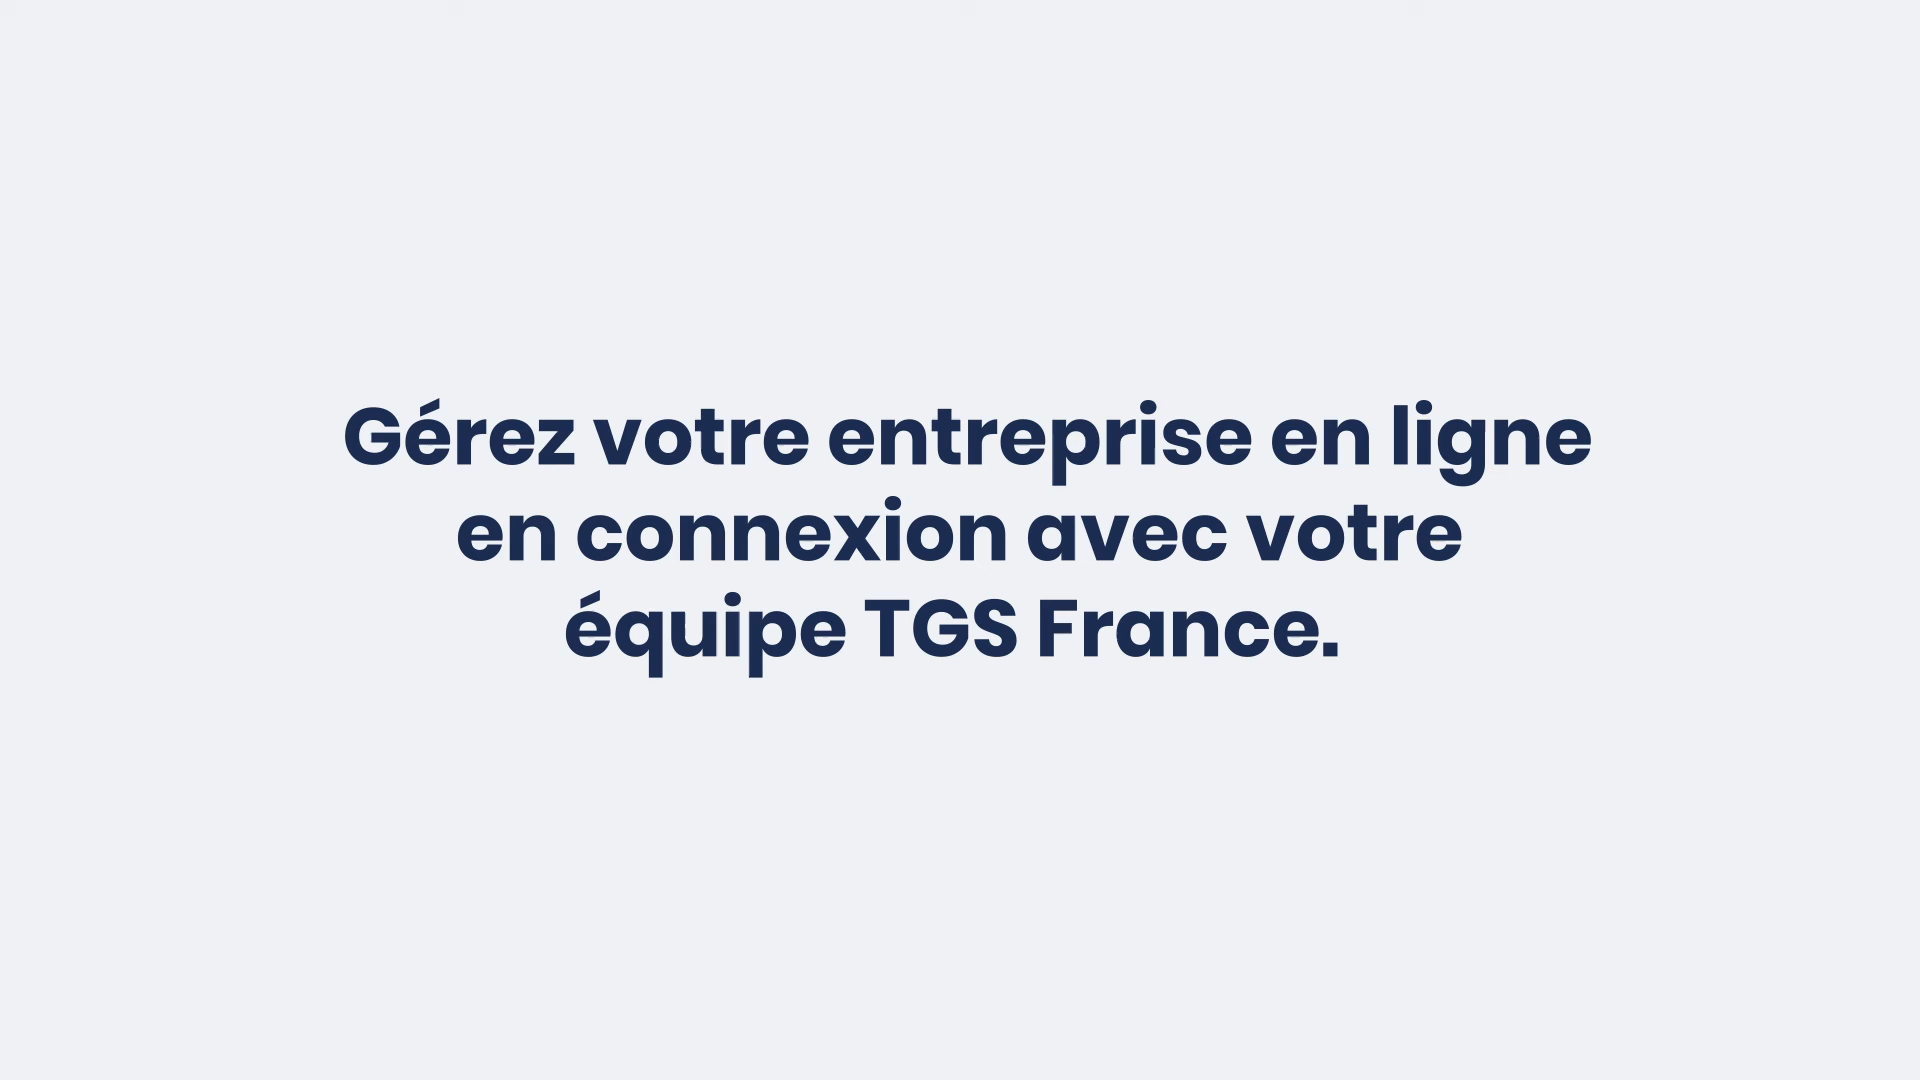 Gérez votre entreprise en ligne
en connexion avec votre
équipe TGS France.